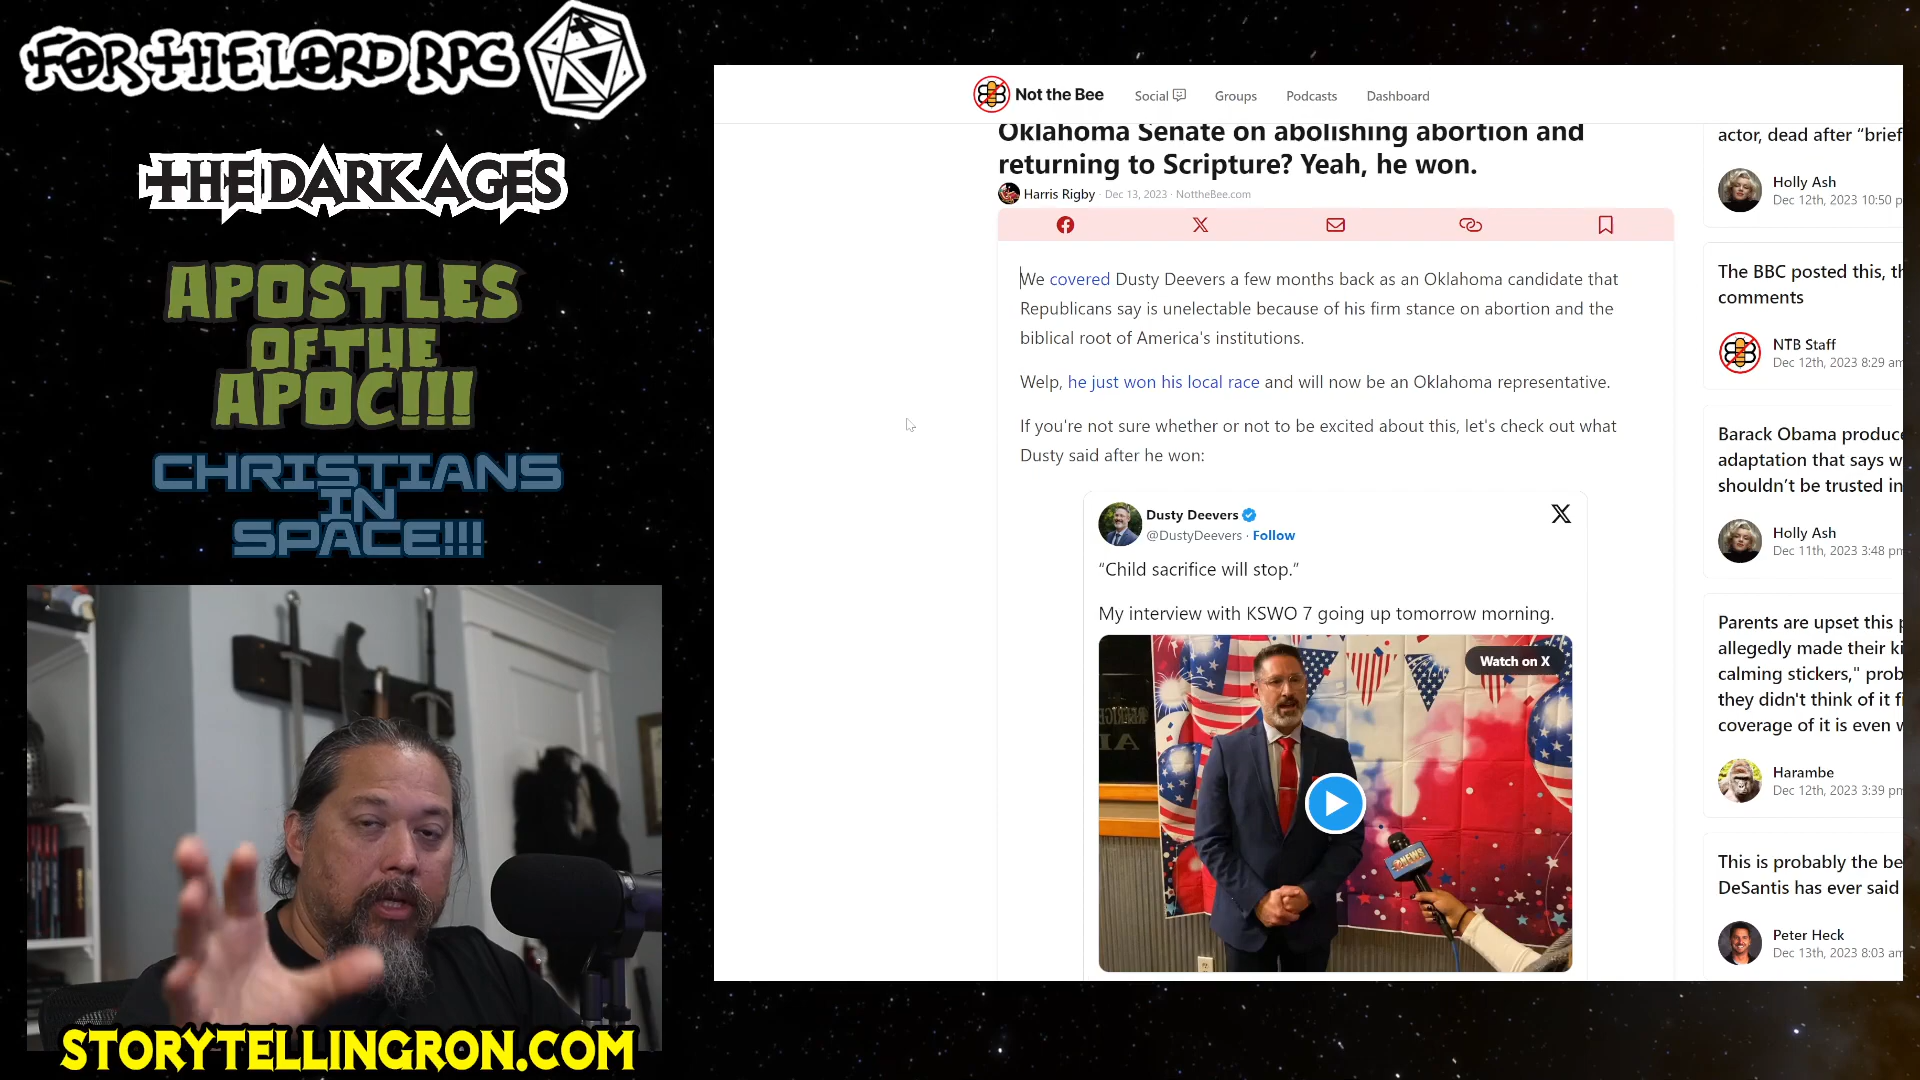 FOR THE LORD RPG
THE DARK AGES
APOSTLES
OF THE
APOC!!!
CHRISTIANS
IN
SPACE!!!
STORYTELLINGRON.COM
Not the Bee
Social
Groups
Podcasts
Dashboard
Oklahoma Senate on abolishing abortion and
returning to Scripture? Yeah, he won.
Harris Rigby · Dec 13, 2023 · NottheBee.com
We covered Dusty Deevers a few months back as an Oklahoma candidate that
Republicans say is unelectable because of his firm stance on abortion and the
biblical root of America's institutions.
Welp, he just won his local race and will now be an Oklahoma representative.
If you're not sure whether or not to be excited about this, let's check out what
Dusty said after he won:
Dusty Deevers
@DustyDeevers · Follow
“Child sacrifice will stop.”
My interview with KSWO 7 going up tomorrow morning.
Watch on X
7NEWS
actor, dead after “brief
Holly Ash
Dec 12th, 2023 10:50 p
The BBC posted this, th
comments
NTB Staff
Dec 12th, 2023 8:29 am
Barack Obama produce
adaptation that says w
shouldn’t be trusted in
Holly Ash
Dec 11th, 2023 3:48 pm
Parents are upset this p
allegedly made their ki
calming stickers," prob
they didn't think of it fi
coverage of it is even w
Harambe
Dec 12th, 2023 3:39 pm
This is probably the be
DeSantis has ever said
Peter Heck
Dec 13th, 2023 8:03 am